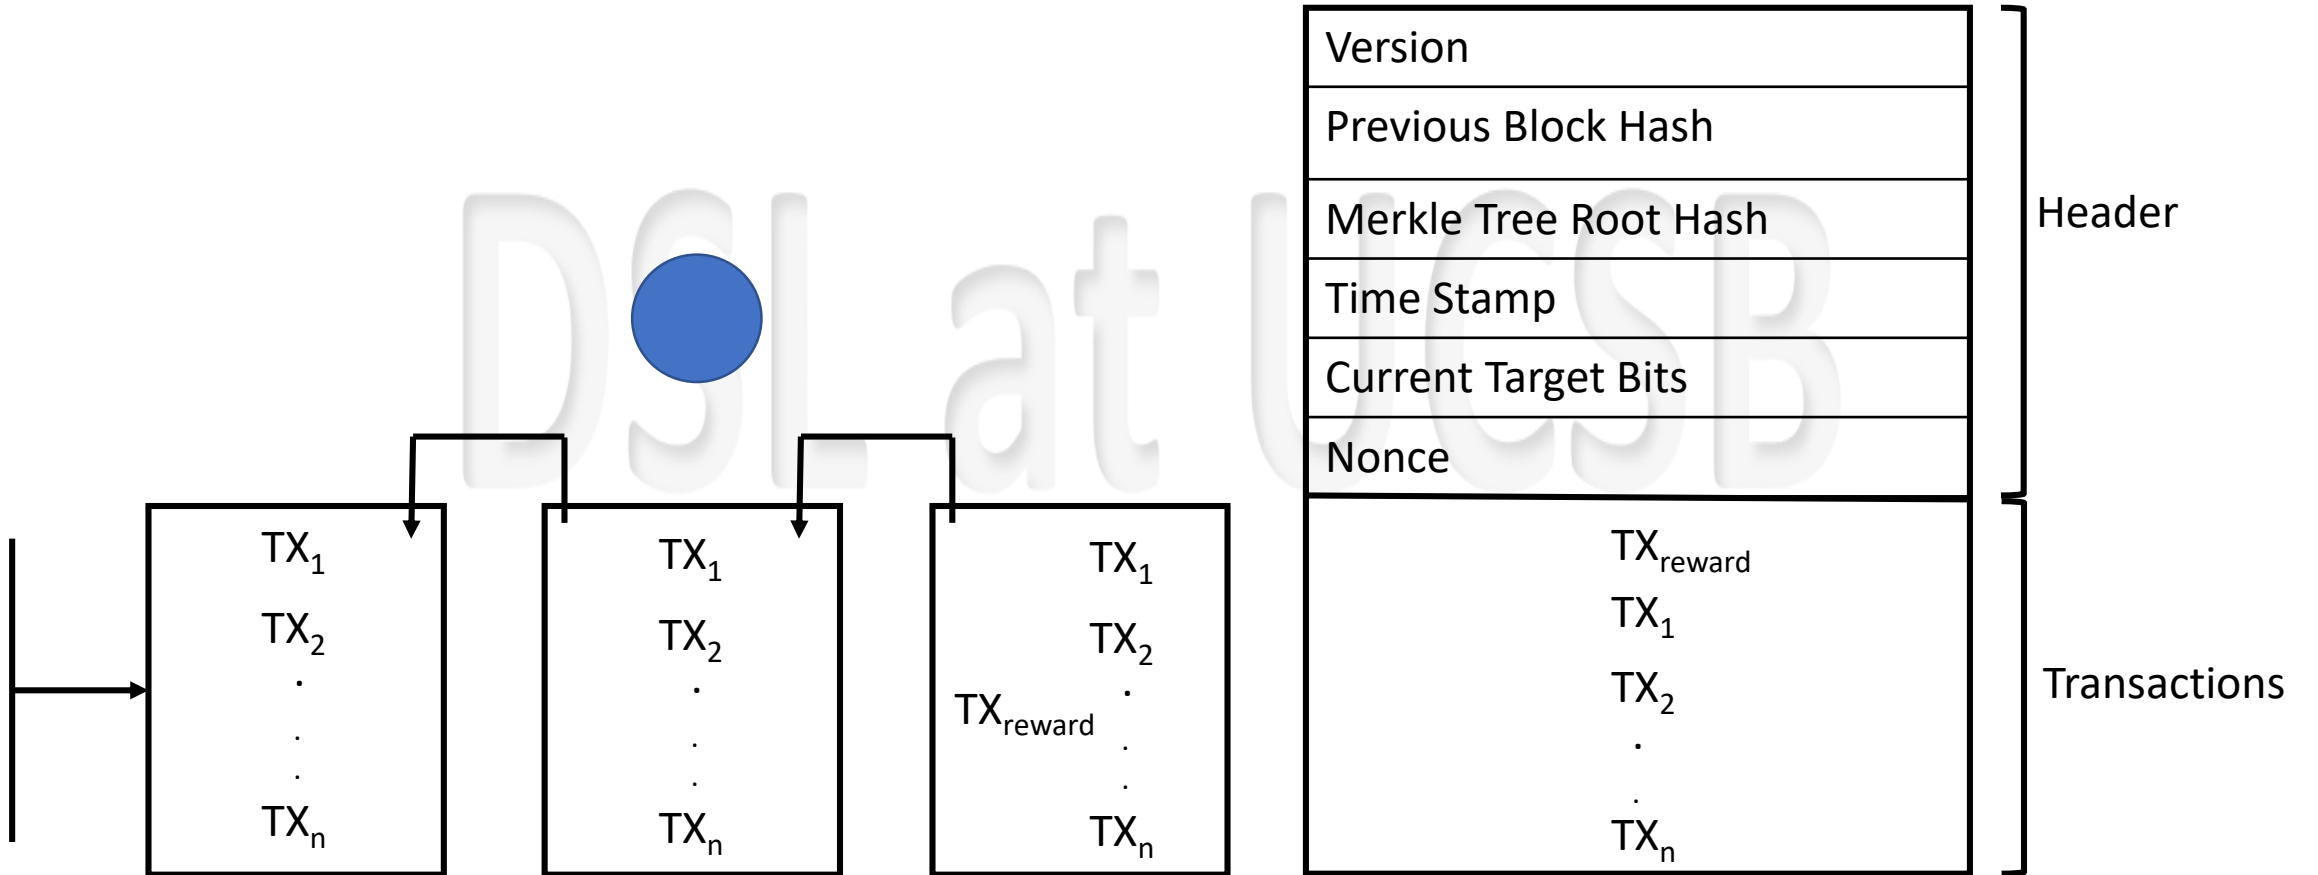 DSL at UCSB
TX1
TX2
.
.
.
TXn
TX1
TX2
.
.
.
TXn
TX1
TX2
.
TXreward
.
.
TXn
Version
Previous Block Hash
Merkle Tree Root Hash
Time Stamp
Current Target Bits
Nonce
Header
TXreward
TX1
TX2
.
.
TXn
Transactions